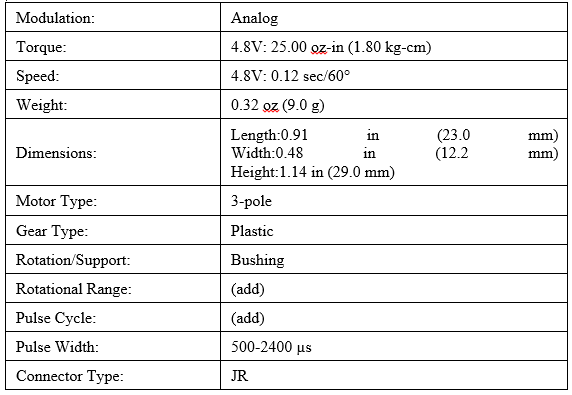 Modulation: Analog
Torque: 4.8V: 25.00 oz-in (1.80 kg-cm)
Speed: 4.8V: 0.12 sec/60°
Weight: 0.32 oz (9.0 g)
Dimensions: Length:0.91 in (23.0 mm)
Width:0.48 in (12.2 mm)
Height:1.14 in (29.0 mm)
Motor Type: 3-pole
Gear Type: Plastic
Rotation/Support: Bushing
Rotational Range: (add)
Pulse Cycle: (add)
Pulse Width: 500-2400 µs
Connector Type: JR